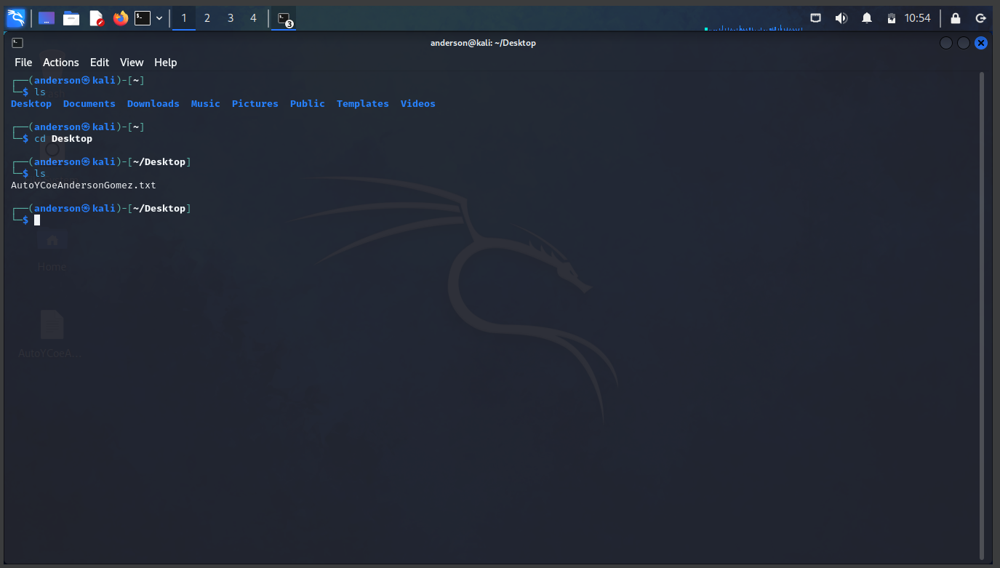 1 2 3 4 3 10:54
anderson@kali: ~/Desktop
File Actions Edit View Help
┌──(anderson㉿kali)-[~]
└─$ ls
Desktop Documents Downloads Music Pictures Public Templates Videos
┌──(anderson㉿kali)-[~]
└─$ cd Desktop
┌──(anderson㉿kali)-[~/Desktop]
└─$ ls
AutoYCoeAndersonGomez.txt
┌──(anderson㉿kali)-[~/Desktop]
└─$
Home
AutoYCoeA...